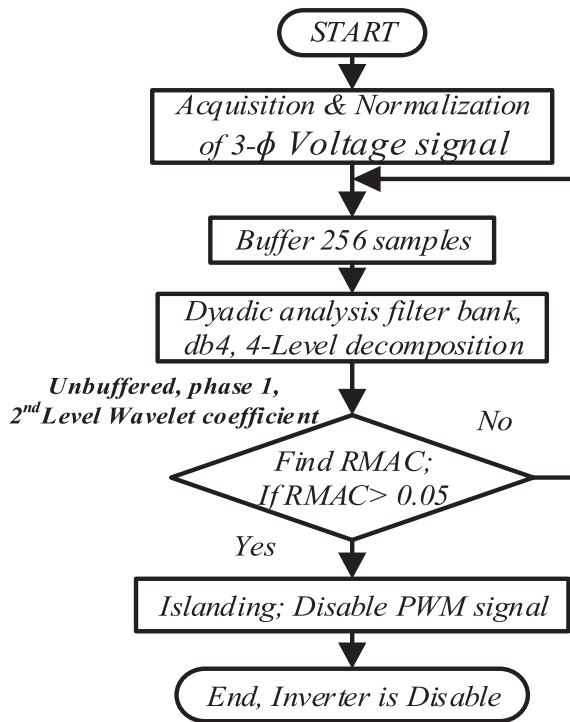 START
Acquisition & Normalization
of 3-ϕ Voltage signal
Buffer 256 samples
Dyadic analysis filter bank,
db4, 4-Level decomposition
Unbuffered, phase 1,
2nd Level Wavelet coefficient
No
Find RMAC;
If RMAC> 0.05
Yes
Islanding; Disable PWM signal
End, Inverter is Disable